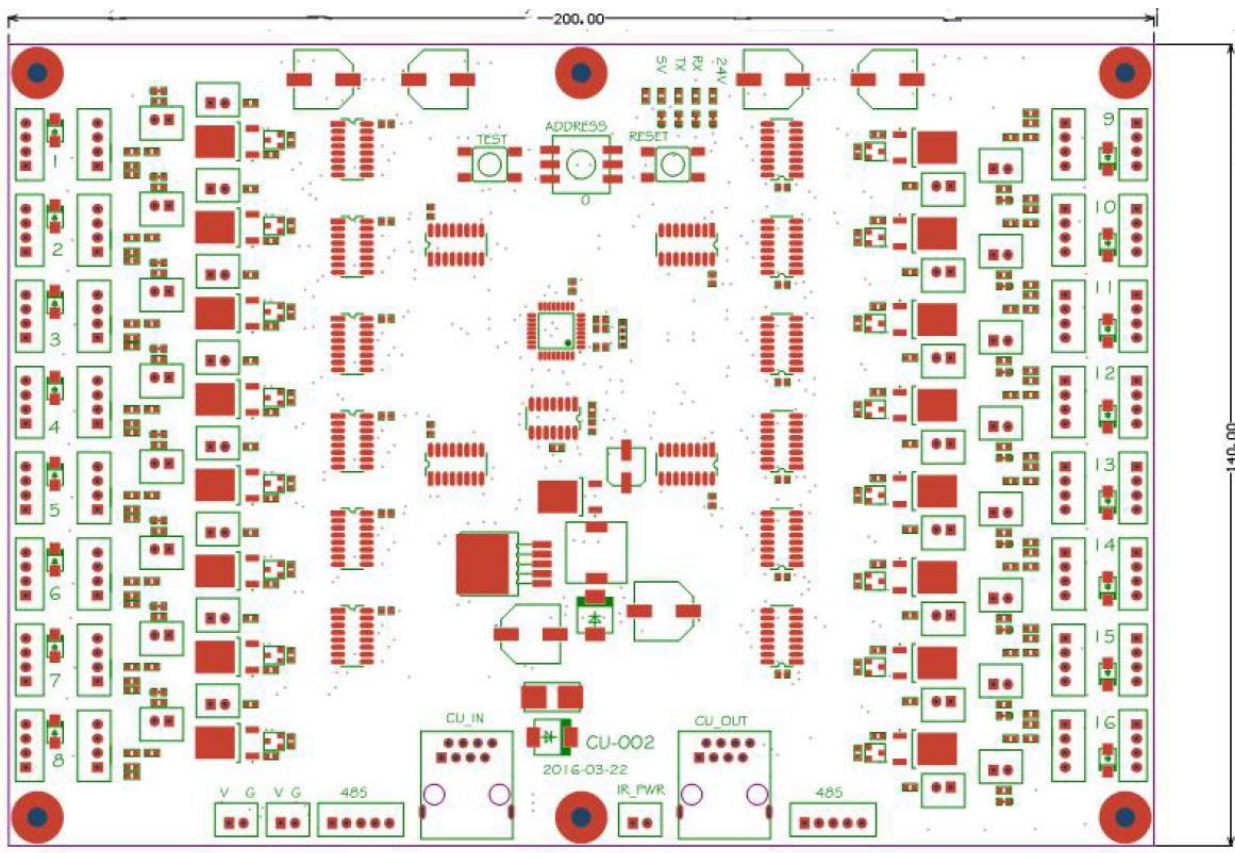 200.00
5V TX RX 24V
TEST ADDRESS RESET
0
1
2
3
4
5
6
7
8
9
10
11
12
13
14
15
16
140.00
CU_IN
CU_OUT
CU-002
2016-03-22
V G
V G
485
IR_PWR
485